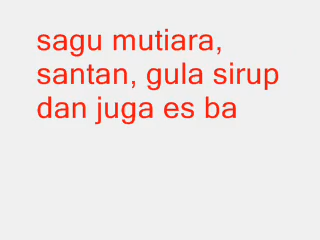 sagu mutiara,
santan, gula sirup
dan juga es ba